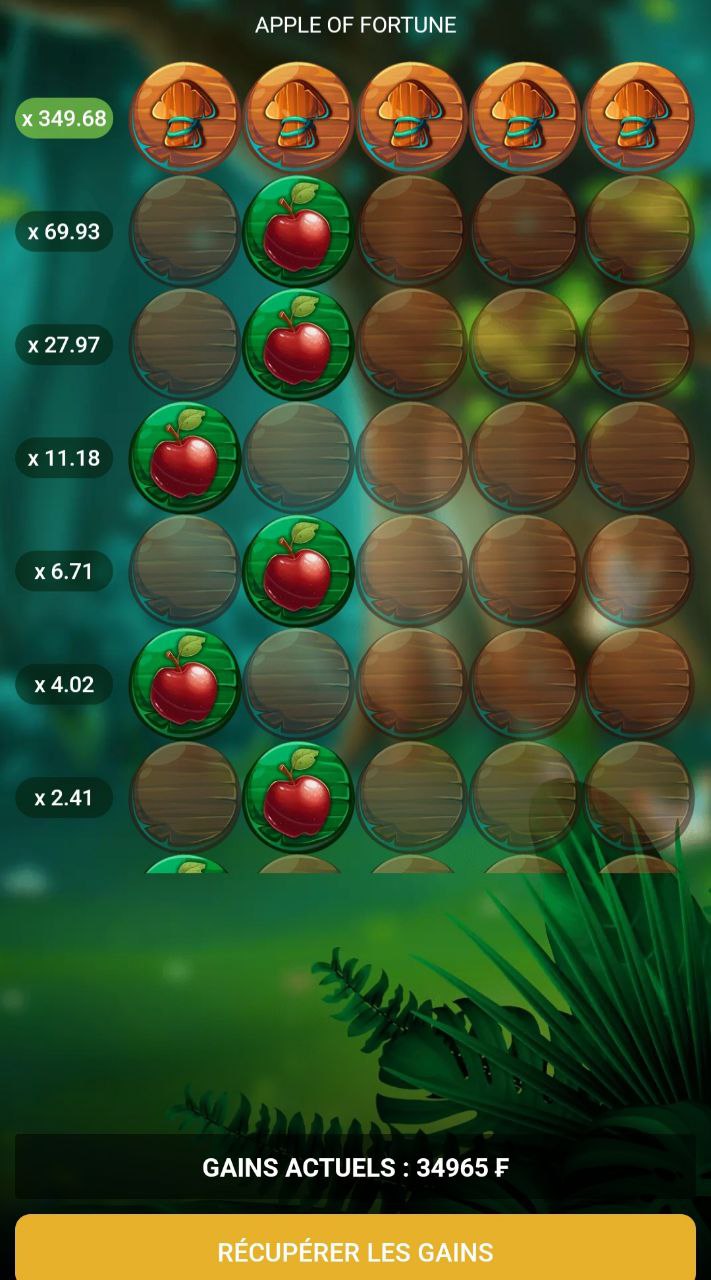 APPLE OF FORTUNE
x 349.68
x 69.93
x 27.97
x 11.18
x 6.71
x 4.02
x 2.41
GAINS ACTUELS : 34965 ₣
RÉCUPÉRER LES GAINS